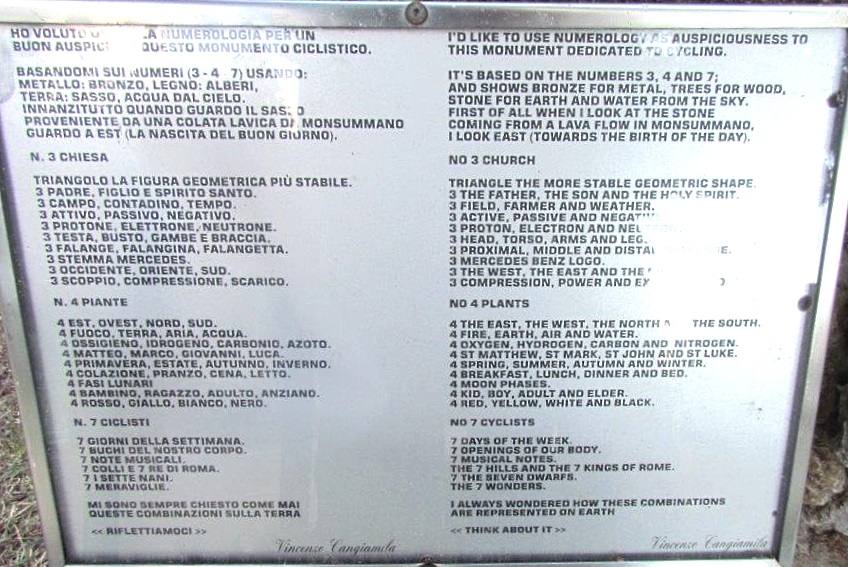 HO VOLUTO LA NUMEROLOGIA PER UN
BUON AUSPIC QUESTO MONUMENTO CICLISTICO.
BASANDOMI SUI NUMERI (3 - 4 - 7) USANDO:
METALLO: BRONZO, LEGNO: ALBERI,
TERRA: SASSO, ACQUA DAL CIELO.
INNANZITUTTO QUANDO GUARDO IL SASSO
PROVENIENTE DA UNA COLATA LAVICA DI MONSUMMANO
GUARDO A EST (LA NASCITA DEL BUON GIORNO).
N. 3 CHIESA
TRIANGOLO LA FIGURA GEOMETRICA PIÙ STABILE.
3 PADRE, FIGLIO E SPIRITO SANTO.
3 CAMPO, CONTADINO, TEMPO.
3 ATTIVO, PASSIVO, NEGATIVO.
3 PROTONE, ELETTRONE, NEUTRONE.
3 TESTA, BUSTO, GAMBE E BRACCIA.
3 FALANGE, FALANGINA, FALANGETTA.
3 STEMMA MERCEDES.
3 OCCIDENTE, ORIENTE, SUD.
3 SCOPPIO, COMPRESSIONE, SCARICO.
N. 4 PIANTE
4 EST, OVEST, NORD, SUD.
4 FUOCO, TERRA, ARIA, ACQUA.
4 OSSIGIENO, IDROGENO, CARBONIO, AZOTO.
4 MATTEO, MARCO, GIOVANNI, LUCA.
4 PRIMAVERA, ESTATE, AUTUNNO, INVERNO.
4 COLAZIONE, PRANZO, CENA, LETTO.
4 FASI LUNARI
4 BAMBINO, RAGAZZO, ADULTO, ANZIANO.
4 ROSSO, GIALLO, BIANCO, NERO.
N. 7 CICLISTI
7 GIORNI DELLA SETTIMANA.
7 BUCHI DEL NOSTRO CORPO.
7 NOTE MUSICALI.
7 COLLI E 7 RE DI ROMA.
7 I SETTE NANI.
7 MERAVIGLIE.
MI SONO SEMPRE CHIESTO COME MAI
QUESTE COMBINAZIONI SULLA TERRA
<< RIFLETTIAMOCI >>
Vincenzo Cangiamila
I'D LIKE TO USE NUMEROLOGY AS AUSPICIOUSNESS TO
THIS MONUMENT DEDICATED TO CYCLING.
IT'S BASED ON THE NUMBERS 3, 4 AND 7;
AND SHOWS BRONZE FOR METAL, TREES FOR WOOD,
STONE FOR EARTH AND WATER FROM THE SKY.
FIRST OF ALL WHEN I LOOK AT THE STONE
COMING FROM A LAVA FLOW IN MONSUMMANO,
I LOOK EAST (TOWARDS THE BIRTH OF THE DAY).
NO 3 CHURCH
TRIANGLE THE MORE STABLE GEOMETRIC SHAPE.
3 THE FATHER, THE SON AND THE HOLY SPIRIT.
3 FIELD, FARMER AND WEATHER.
3 ACTIVE, PASSIVE AND NEGATIV
3 PROTON, ELECTRON AND NEU
3 HEAD, TORSO, ARMS AND LEG
3 PROXIMAL, MIDDLE AND DISTA
3 MERCEDES BENZ LOGO.
3 THE WEST, THE EAST AND THE
3 COMPRESSION, POWER AND EX
NO 4 PLANTS
4 THE EAST, THE WEST, THE NORTH THE SOUTH.
4 FIRE, EARTH, AIR AND WATER.
4 OXYGEN, HYDROGEN, CARBON AND NITROGEN.
4 ST MATTHEW, ST MARK, ST JOHN AND ST LUKE.
4 SPRING, SUMMER, AUTUMN AND WINTER.
4 BREAKFAST, LUNCH, DINNER AND BED.
4 MOON PHASES.
4 KID, BOY, ADULT AND ELDER.
4 RED, YELLOW, WHITE AND BLACK.
NO 7 CYCLISTS
7 DAYS OF THE WEEK.
7 OPENINGS OF OUR BODY.
7 MUSICAL NOTES.
THE 7 HILLS AND THE 7 KINGS OF ROME.
7 THE SEVEN DWARFS.
THE 7 WONDERS.
I ALWAYS WONDERED HOW THESE COMBINATIONS
ARE REPRESENTED ON EARTH
<< THINK ABOUT IT >>
Vincenzo Cangiamila